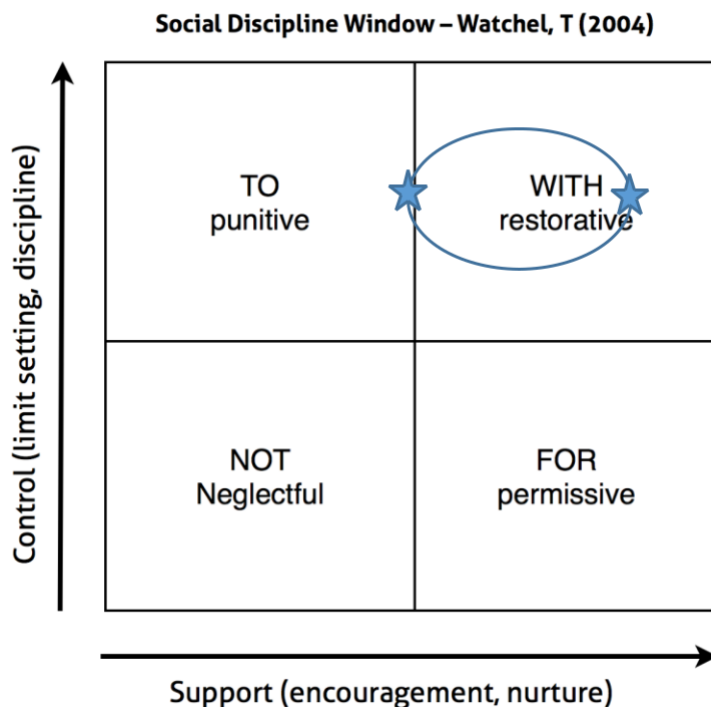 Social Discipline Window – Watchel, T (2004)
Control (limit setting, discipline)
TO
punitive
WITH
restorative
NOT
Neglectful
FOR
permissive
Support (encouragement, nurture)